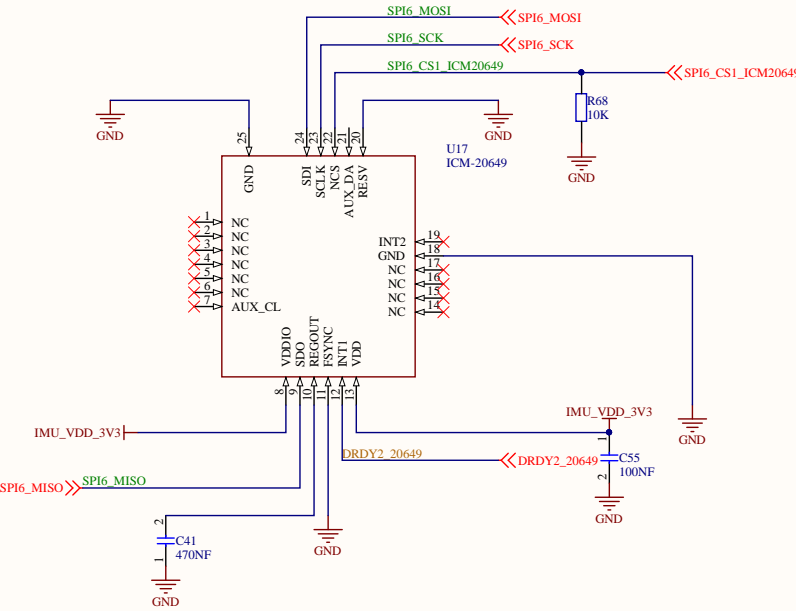 SPI6_MOSI
SPI6_MOSI
SPI6_SCK
SPI6_SCK
SPI6_CS1_ICM20649
SPI6_CS1_ICM20649
R68
10K
GND
GND
GND
U17
ICM-20649
25
24
23
22
21
20
GND
SDI
SCLK
NCS
AUX_DA
RESV
1
NC
2
NC
3
NC
4
NC
5
NC
6
NC
7
AUX_CL
INT2
19
GND
18
NC
17
NC
16
NC
15
NC
14
VDDIO
SDO
REGOUT
FSYNC
INT1
VDD
8
9
10
11
12
13
IMU_VDD_3V3
IMU_VDD_3V3
GND
1
C55
100NF
2
GND
DRDY2_20649
DRDY2_20649
SPI6_MISO
SPI6_MISO
2
C41
470NF
1
GND
GND